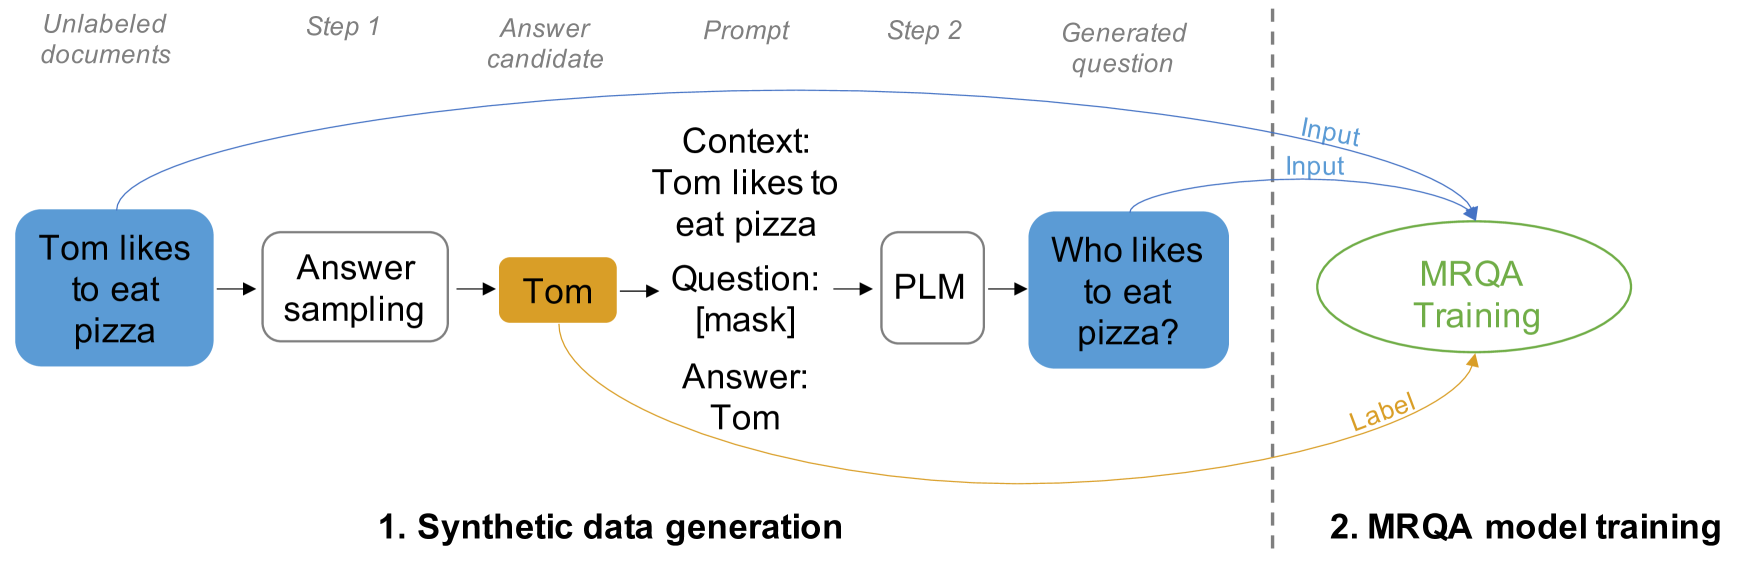 Unlabeled
documents
Step 1
Answer
candidate
Prompt
Step 2
Generated
question
Tom likes
to eat
pizza
Answer
sampling
Tom
Context:
Tom likes to
eat pizza
Question:
[mask]
Answer:
Tom
PLM
Who likes
to eat
pizza?
Input
Input
MRQA
Training
Label
1. Synthetic data generation
2. MRQA model training